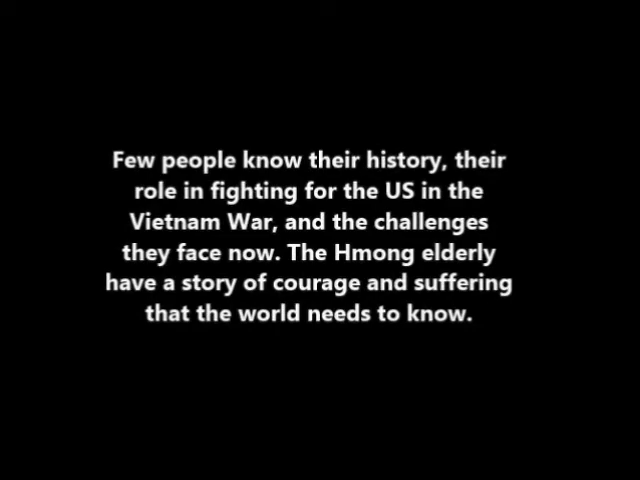 Few people know their history, their
role in fighting for the US in the
Vietnam War, and the challenges
they face now. The Hmong elderly
have a story of courage and suffering
that the world needs to know.